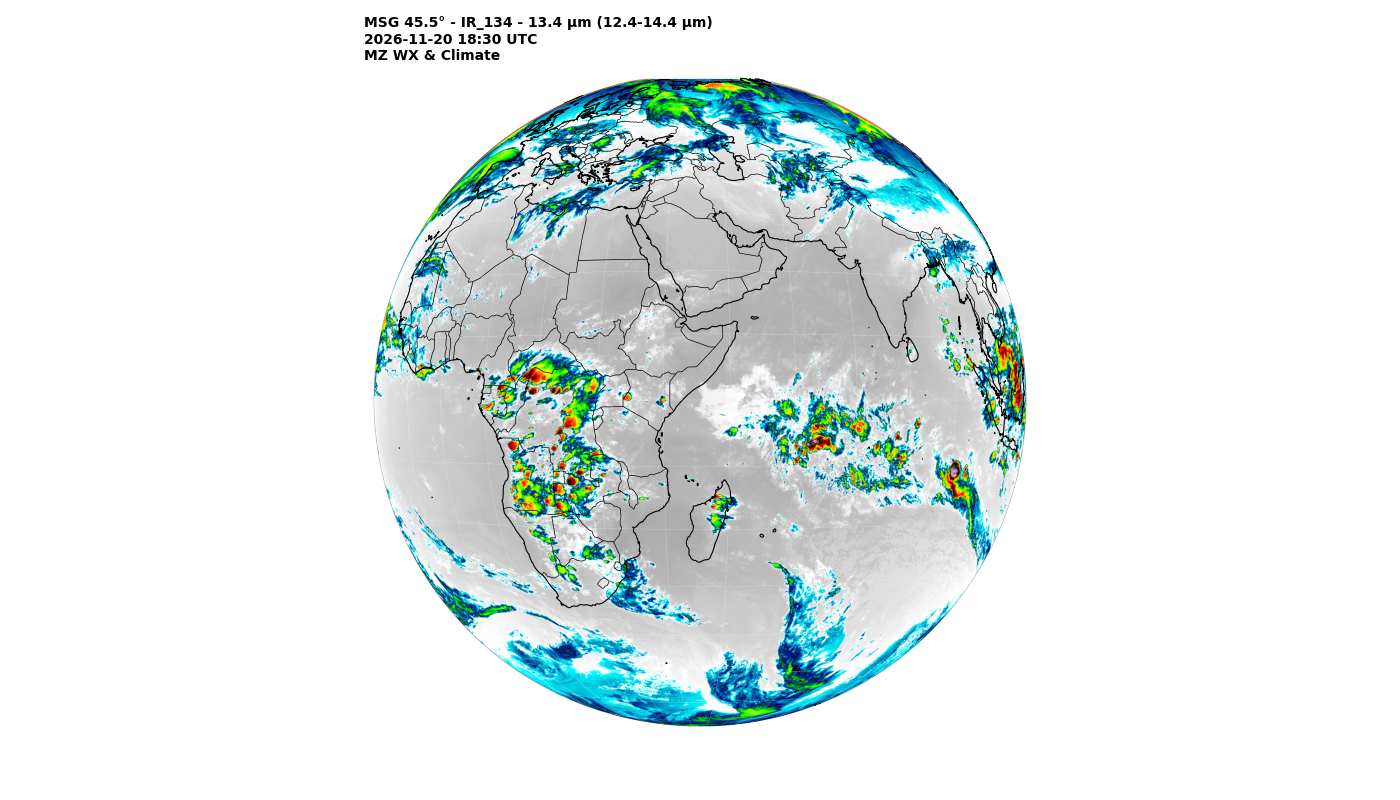 MSG 45.5° - IR_134 - 13.4 μm (12.4-14.4 μm)
2026-11-20 18:30 UTC
MZ WX & Climate